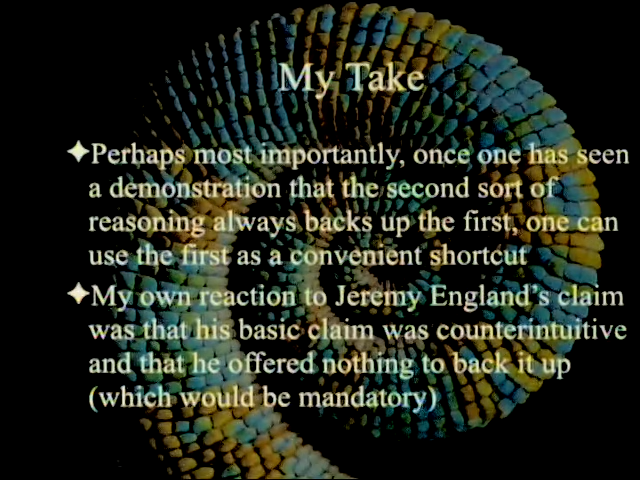 My Take
✦Perhaps most importantly, once one has seen
a demonstration that the second sort of
reasoning always backs up the first, one can
use the first as a convenient shortcut
✦My own reaction to Jeremy England’s claim
was that his basic claim was counterintuitive
and that he offered nothing to back it up
(which would be mandatory)